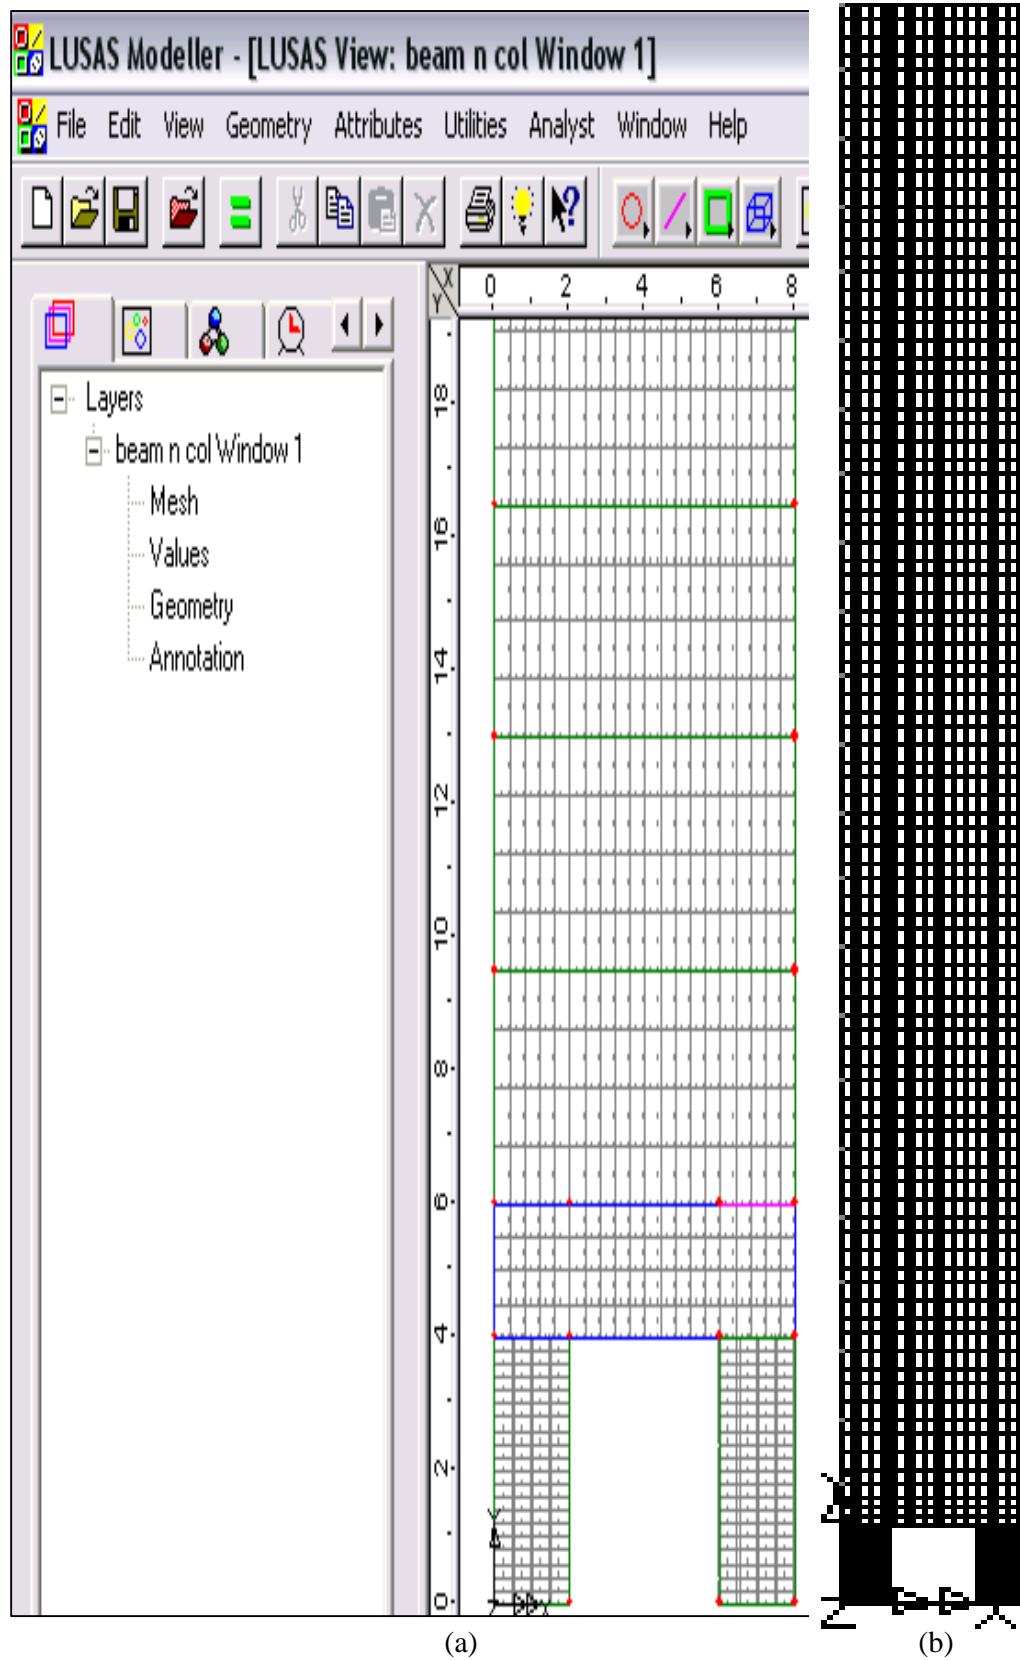 LUSAS Modeller - [LUSAS View: beam n col Window 1]
File Edit View Geometry Attributes Utilities Analyst Window Help
X
Y
0 2 4 6 8
Layers
beam n col Window 1
Mesh
Values
Geometry
Annotation
18
16
14
12
10
8
6
4
2
0
Y
X
Z
X
(a)
(b)